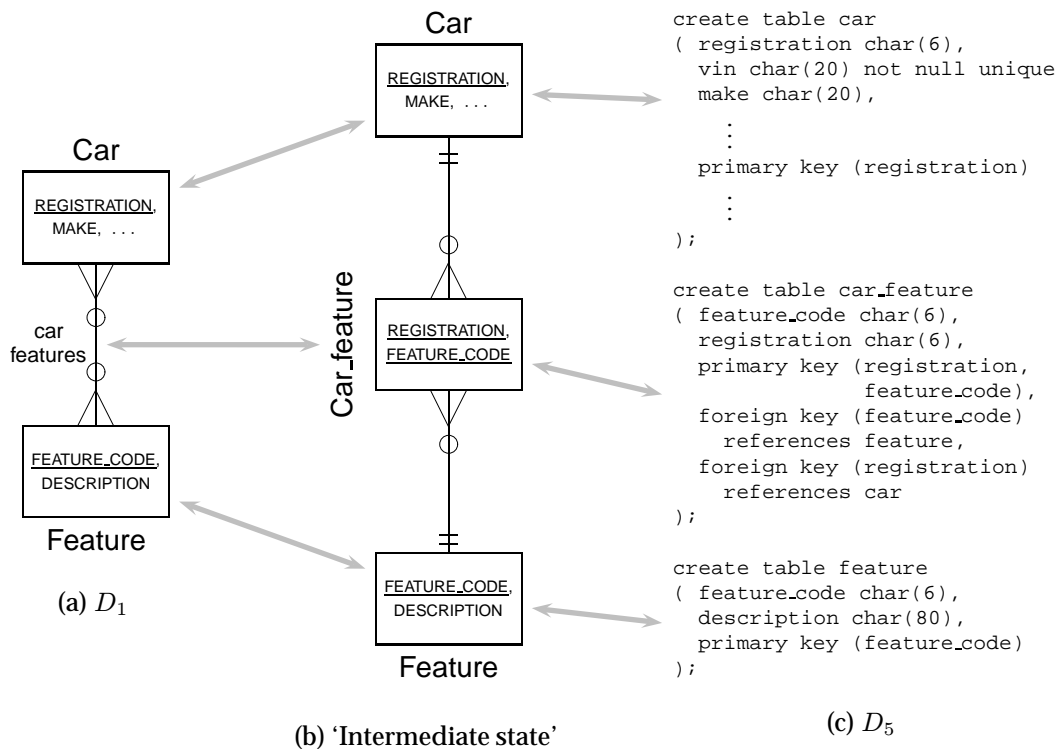 Car
REGISTRATION,
MAKE, . . .
car
features
FEATURE_CODE,
DESCRIPTION
Feature
(a) D1
Car
REGISTRATION,
MAKE, . . .
Car_feature
REGISTRATION,
FEATURE_CODE
FEATURE_CODE,
DESCRIPTION
Feature
(b) ‘Intermediate state’
create table car
( registration char(6),
vin char(20) not null unique
make char(20),
⋮
primary key (registration)
⋮
);
create table car_feature
( feature_code char(6),
registration char(6),
primary key (registration,
feature_code),
foreign key (feature_code)
references feature,
foreign key (registration)
references car
);
create table feature
( feature_code char(6),
description char(80),
primary key (feature_code)
);
(c) D5